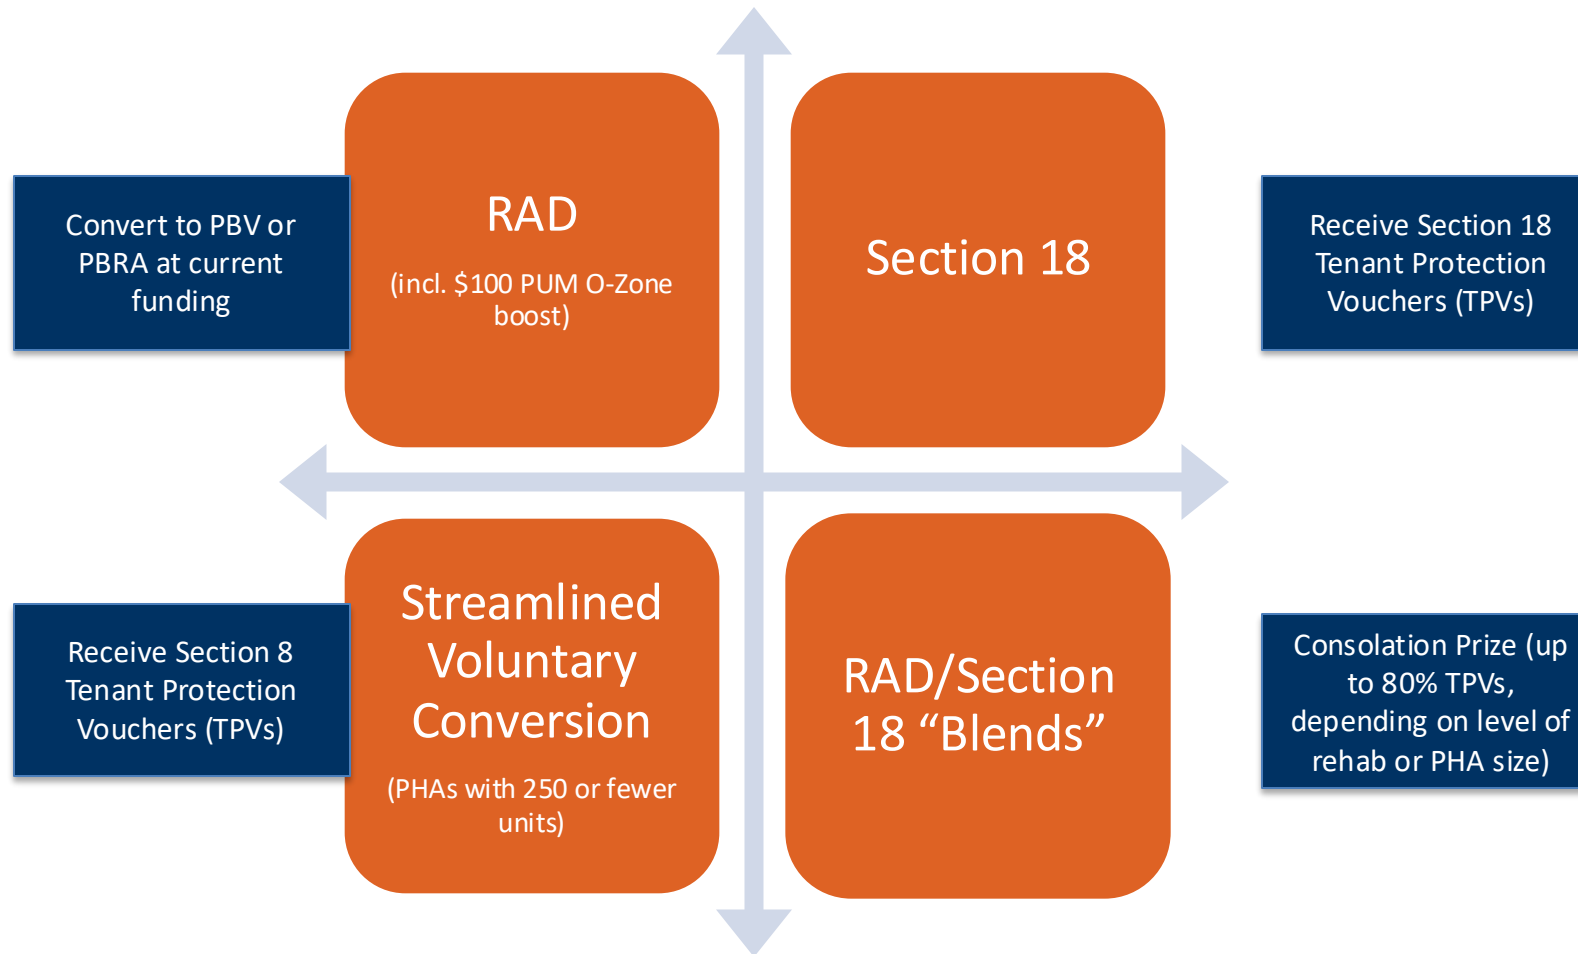 Convert to PBV or
PBRA at current
funding
RAD
(incl. $100 PUM O-Zone
boost)
Section 18
Receive Section 18
Tenant Protection
Vouchers (TPVs)
Receive Section 8
Tenant Protection
Vouchers (TPVs)
Streamlined
Voluntary
Conversion
(PHAs with 250 or fewer
units)
RAD/Section
18 “Blends”
Consolation Prize (up
to 80% TPVs,
depending on level of
rehab or PHA size)